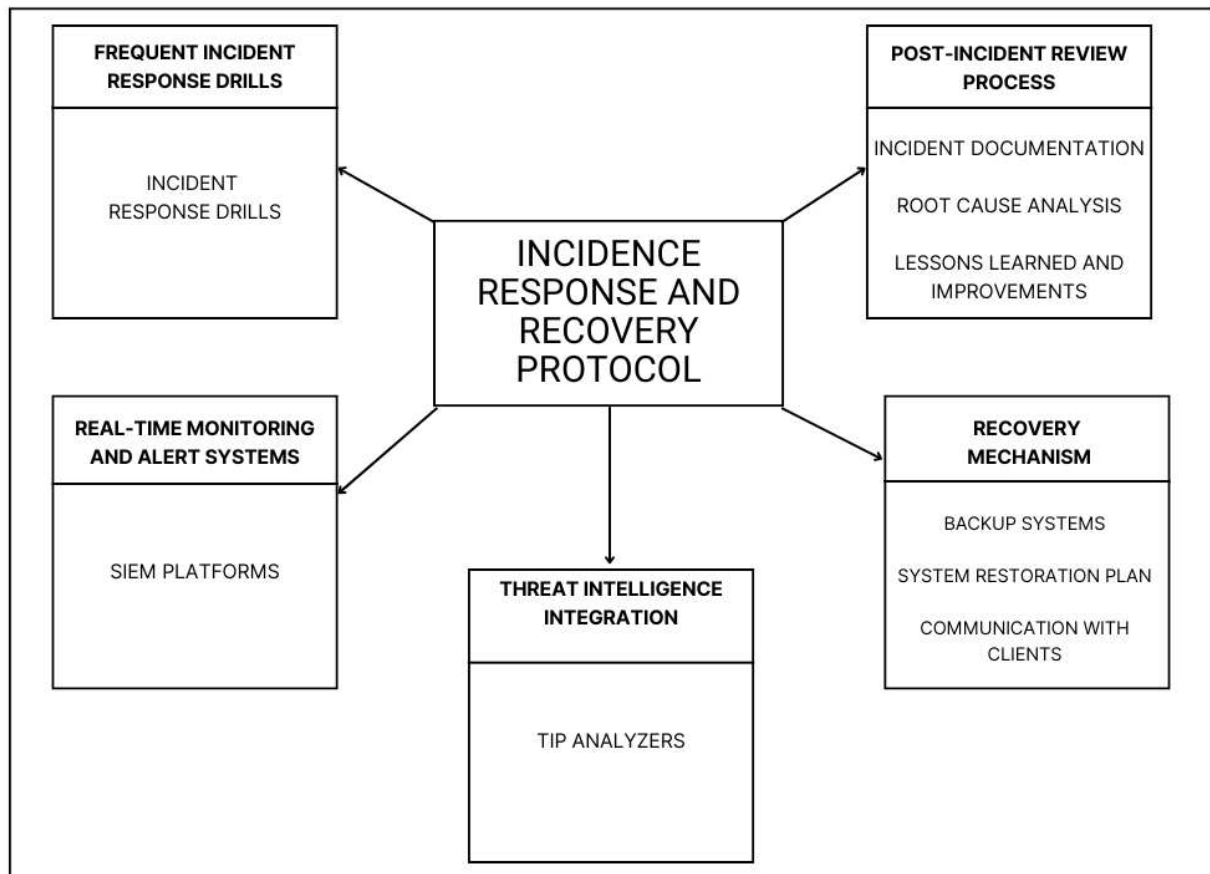 FREQUENT INCIDENT
RESPONSE DRILLS
INCIDENT
RESPONSE DRILLS
POST-INCIDENT REVIEW
PROCESS
INCIDENT DOCUMENTATION
ROOT CAUSE ANALYSIS
LESSONS LEARNED AND
IMPROVEMENTS
INCIDENCE
RESPONSE AND
RECOVERY
PROTOCOL
REAL-TIME MONITORING
AND ALERT SYSTEMS
SIEM PLATFORMS
THREAT INTELLIGENCE
INTEGRATION
TIP ANALYZERS
RECOVERY
MECHANISM
BACKUP SYSTEMS
SYSTEM RESTORATION PLAN
COMMUNICATION WITH
CLIENTS